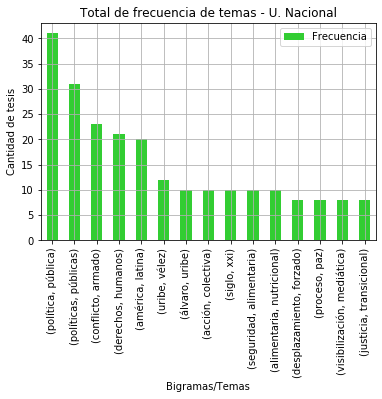 Total de frecuencia de temas - U. Nacional
Frecuencia
Cantidad de tesis
40
35
30
25
20
15
10
5
0
(política, pública)
(políticas, públicas)
(conflicto, armado)
(derechos, humanos)
(américa, latina)
(uribe, vélez)
(álvaro, uribe)
(acción, colectiva)
(siglo, xxi)
(seguridad, alimentaria)
(alimentaria, nutricional)
(desplazamiento, forzado)
(proceso, paz)
(visibilización, mediática)
(justicia, transicional)
Bigramas/Temas